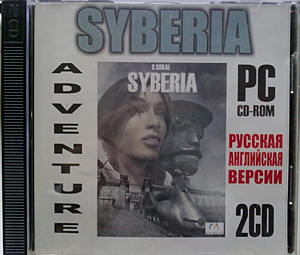 SYBERIA
ADVENTURE
B.SOKAL
SYBERIA
PC
CD-ROM
РУССКАЯ
АНГЛИЙСКАЯ
ВЕРСИИ
2CD